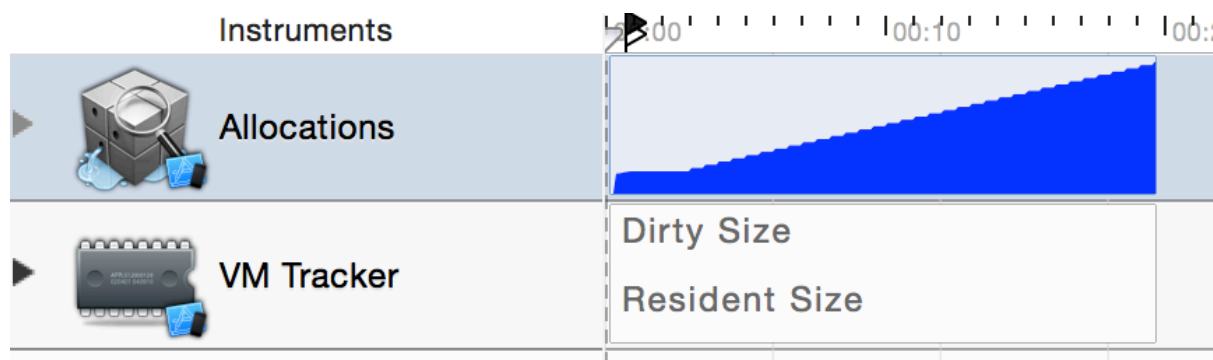 Instruments
00:10
Allocations
VM Tracker
Dirty Size
Resident Size